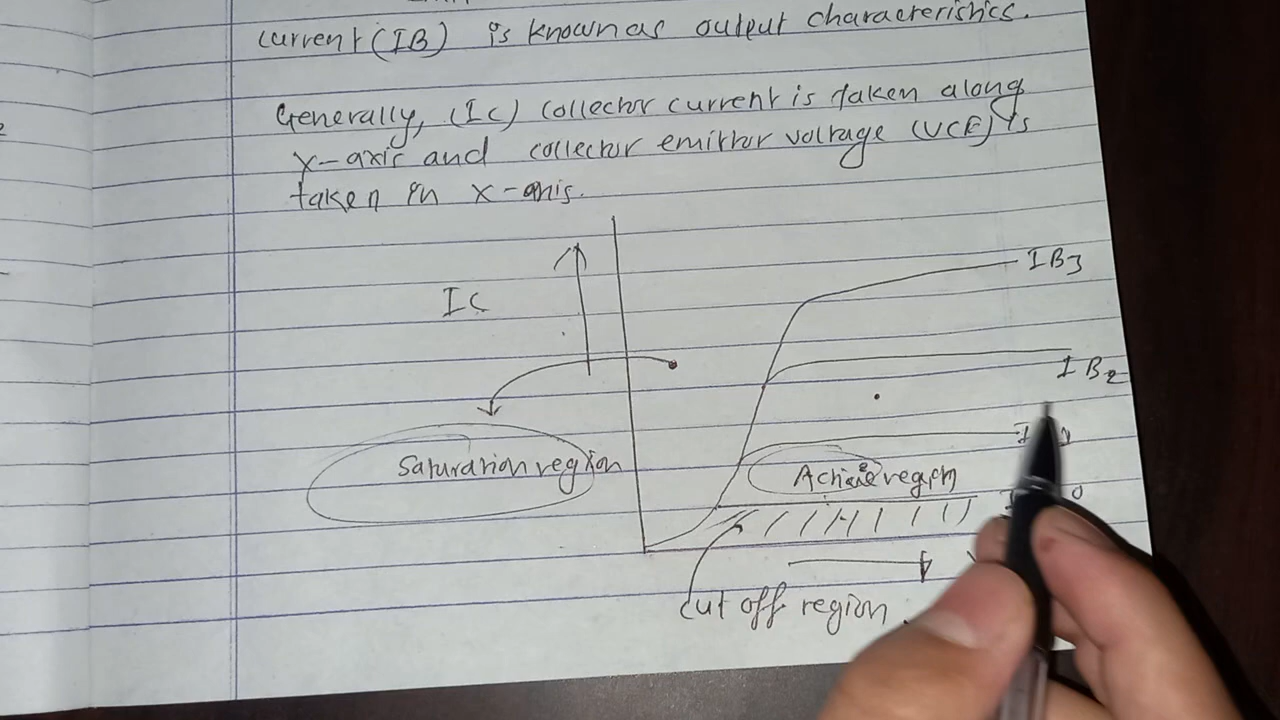 current (IB) is known as output characteristics.
Generally, (IC) collector current is taken along
x-axis and collector emitter voltage (VCE) is
taken in x-axis.
IB3
IC
IB2
Saturation region
Active region
cut off region